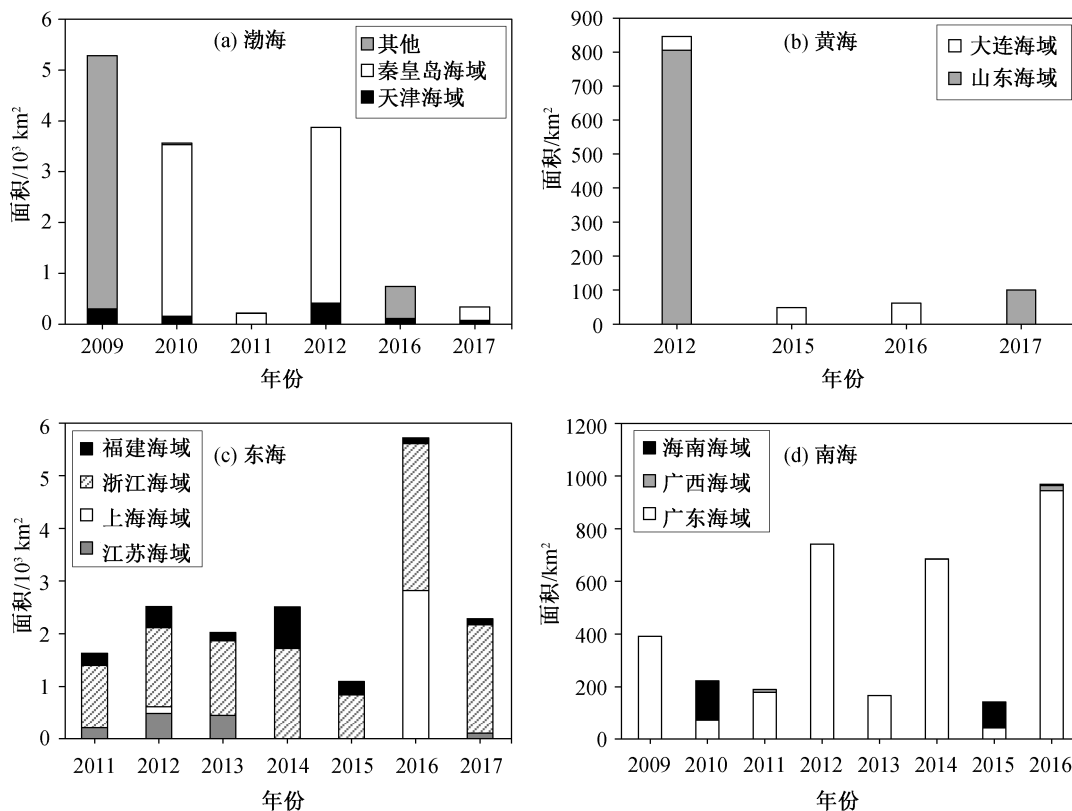 (a) 渤海
其他
秦皇岛海域
天津海域
面积/10³ km²
6
5
4
3
2
1
0
2009 2010 2011 2012 2016 2017
年份
(b) 黄海
大连海域
山东海域
面积/km²
900
800
700
600
500
400
300
200
100
0
2012 2015 2016 2017
年份
(c) 东海
福建海域
浙江海域
上海海域
江苏海域
面积/10³ km²
6
5
4
3
2
1
0
2011 2012 2013 2014 2015 2016 2017
年份
(d) 南海
海南海域
广西海域
广东海域
面积/km²
1200
1000
800
600
400
200
0
2009 2010 2011 2012 2013 2014 2015 2016
年份